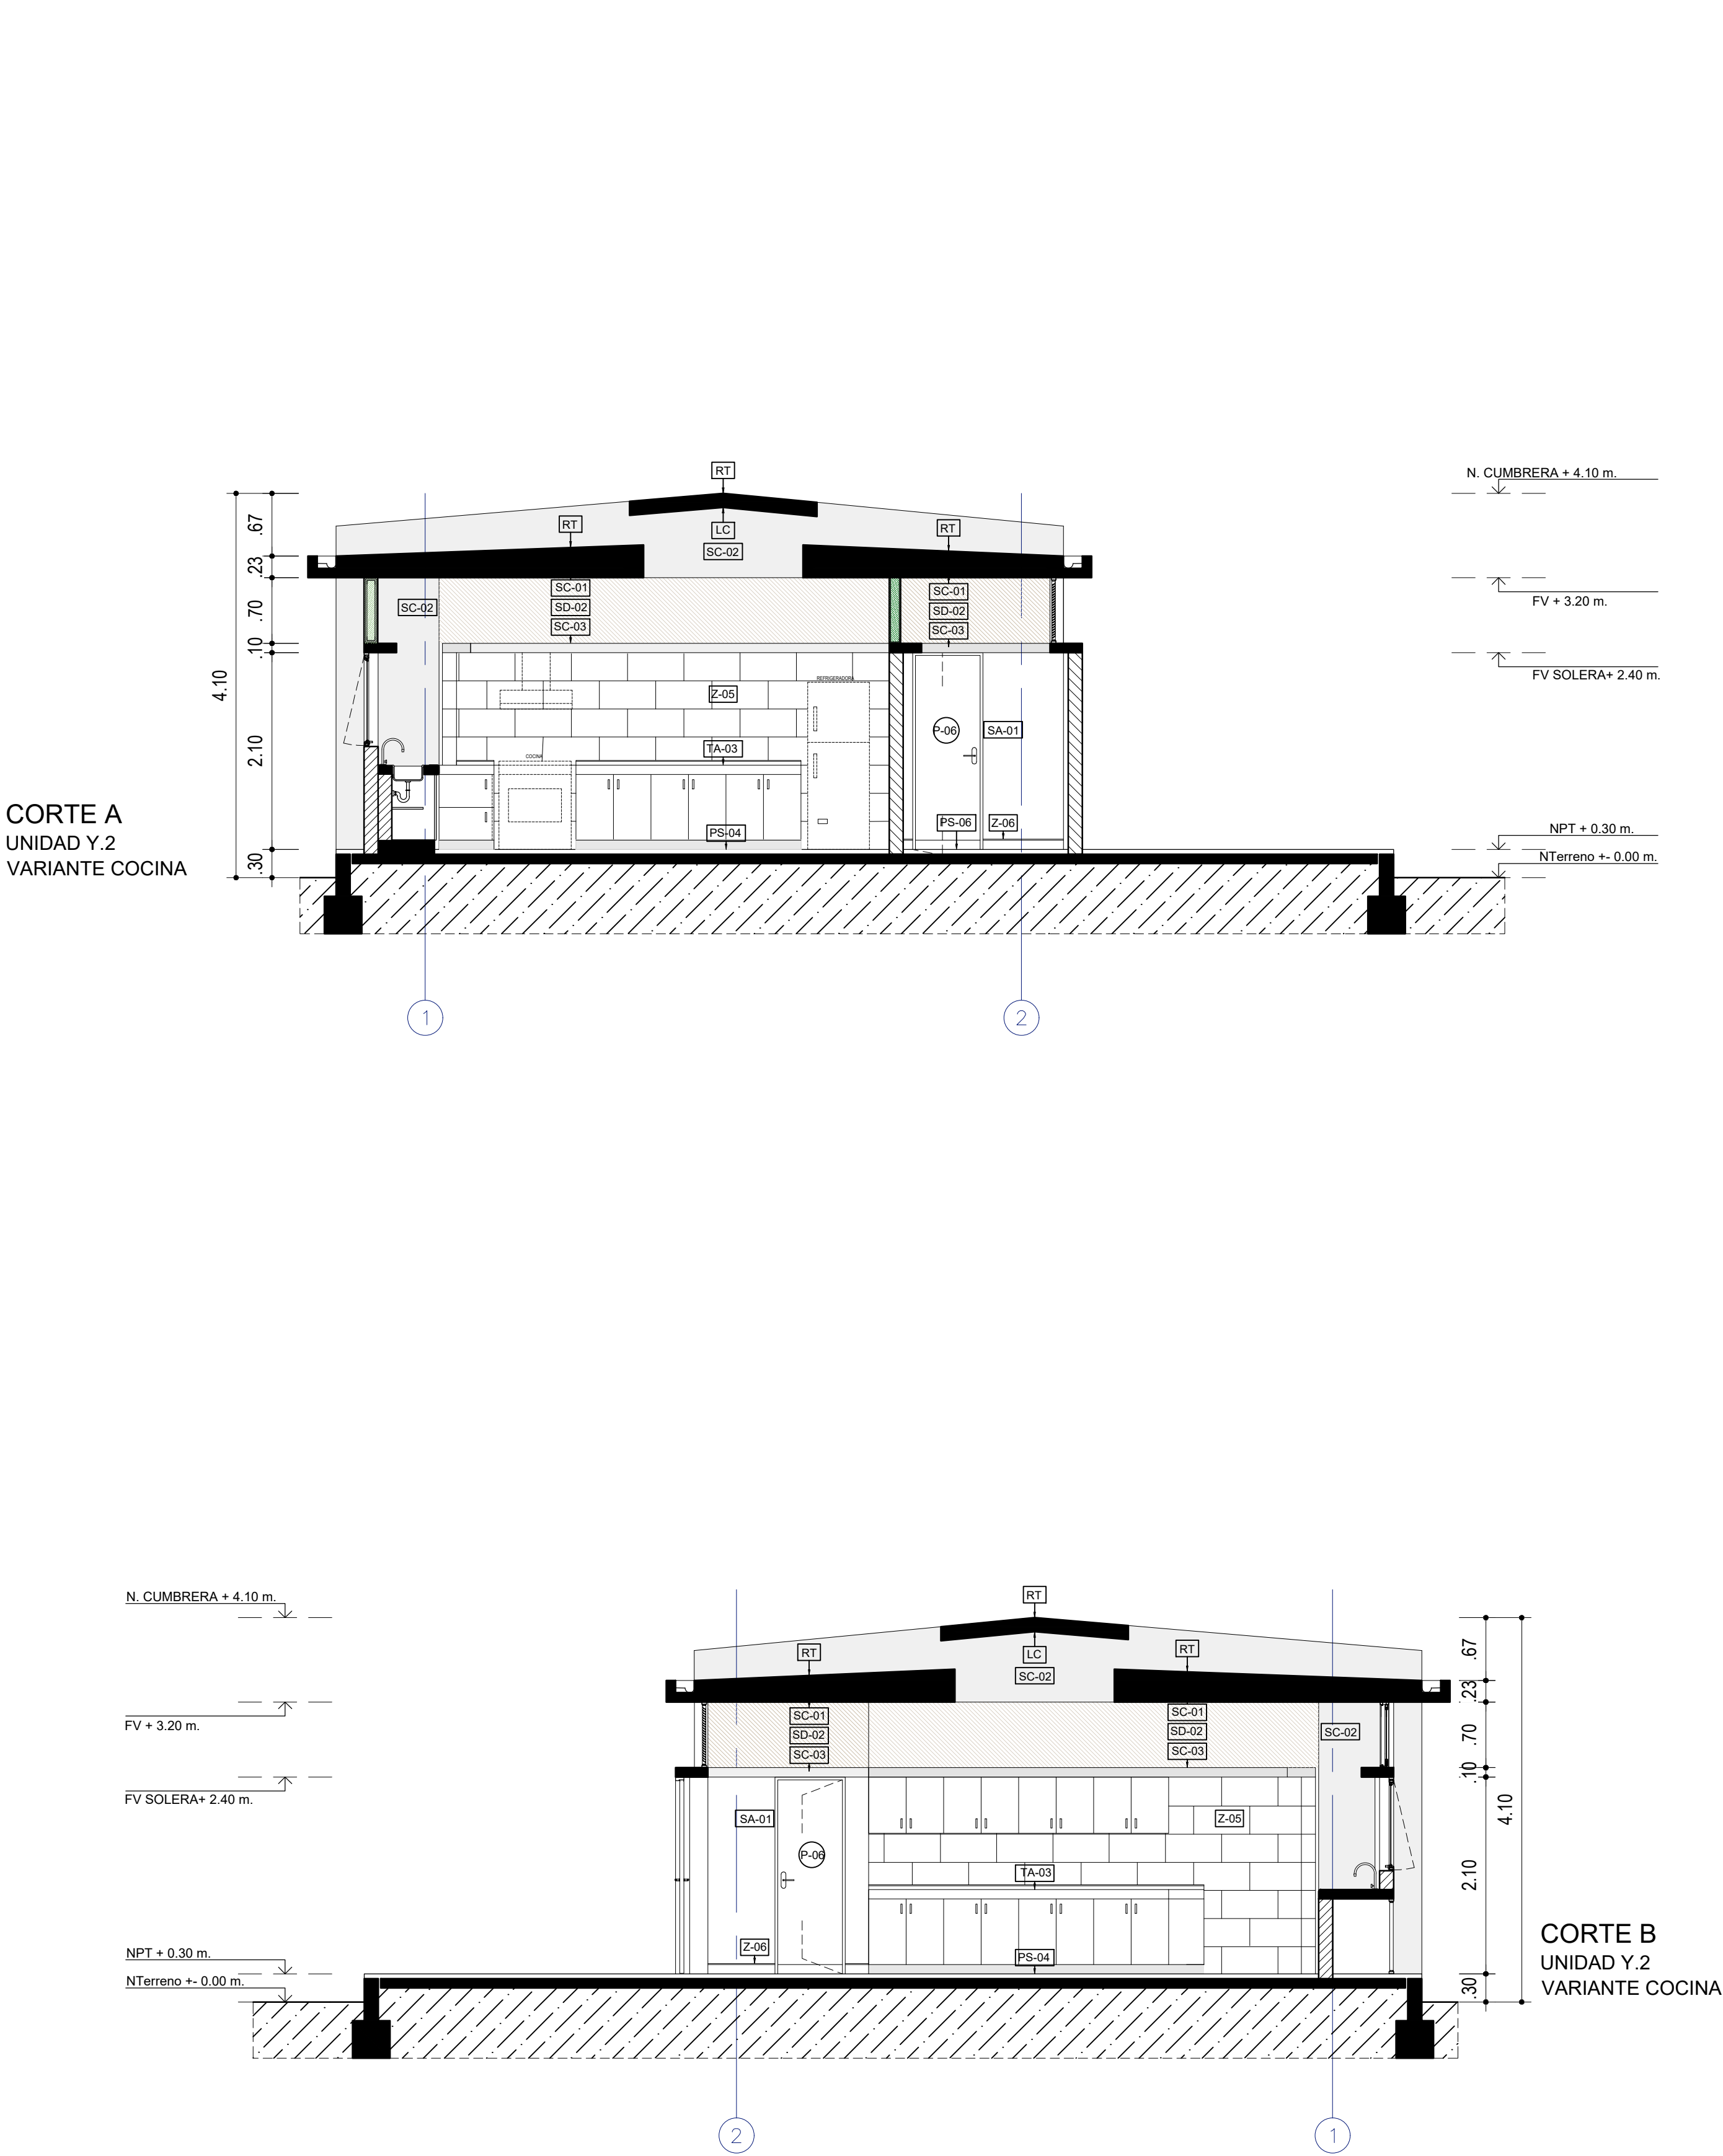 RT
N. CUMBRERA + 4.10 m.
.67
RT
LC
RT
SC-02
.23
SC-01
SC-01
SC-02
SD-02
SD-02
FV + 3.20 m.
.70
SC-03
SC-03
.10
4.10
REFRIGERADORA
FV SOLERA+ 2.40 m.
Z-05
P-06
SA-01
2.10
COCINA
TA-03
CORTE A
UNIDAD Y.2
VARIANTE COCINA
PS-04
PS-06
Z-06
NPT + 0.30 m.
.30
NTerreno +- 0.00 m.
1
2
N. CUMBRERA + 4.10 m.
RT
.67
RT
LC
RT
SC-02
.23
FV + 3.20 m.
SC-01
SC-01
SD-02
SD-02
SC-02
.70
SC-03
SC-03
.10
FV SOLERA+ 2.40 m.
4.10
SA-01
Z-05
P-06
TA-03
2.10
CORTE B
UNIDAD Y.2
VARIANTE COCINA
NPT + 0.30 m.
Z-06
PS-04
NTerreno +- 0.00 m.
.30
2
1